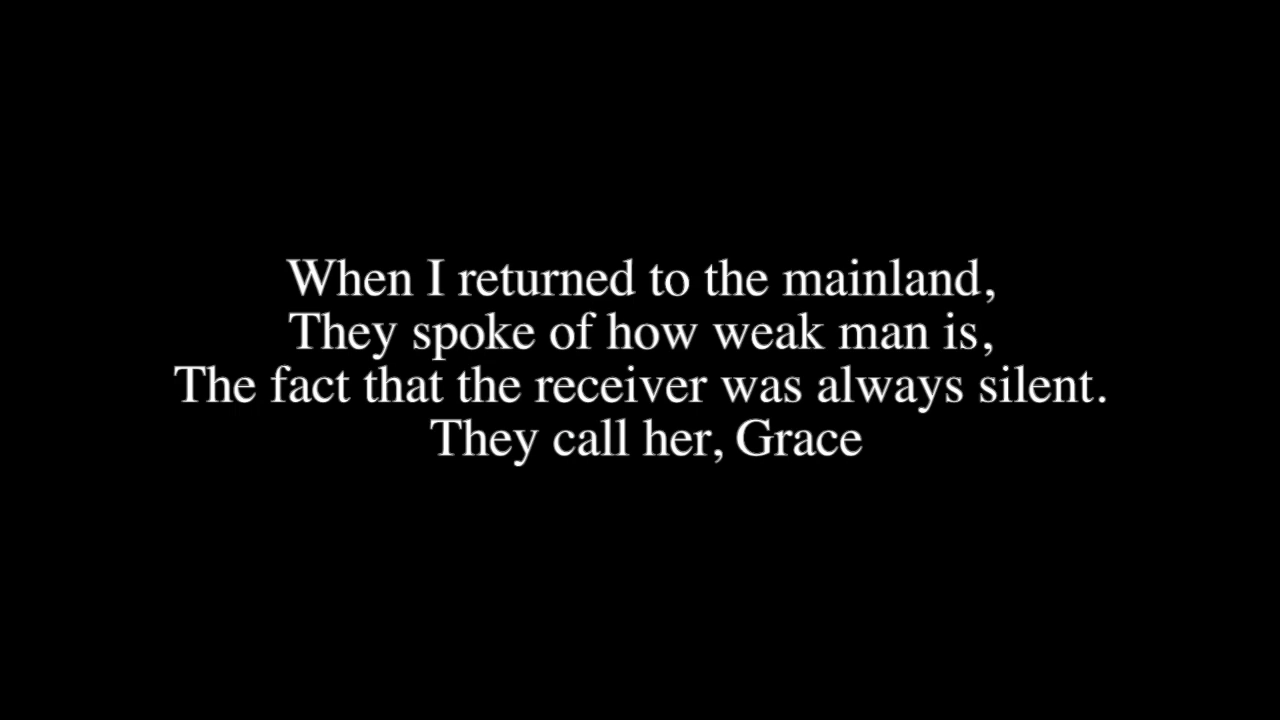 When I returned to the mainland,
They spoke of how weak man is,
The fact that the receiver was always silent.
They call her, Grace